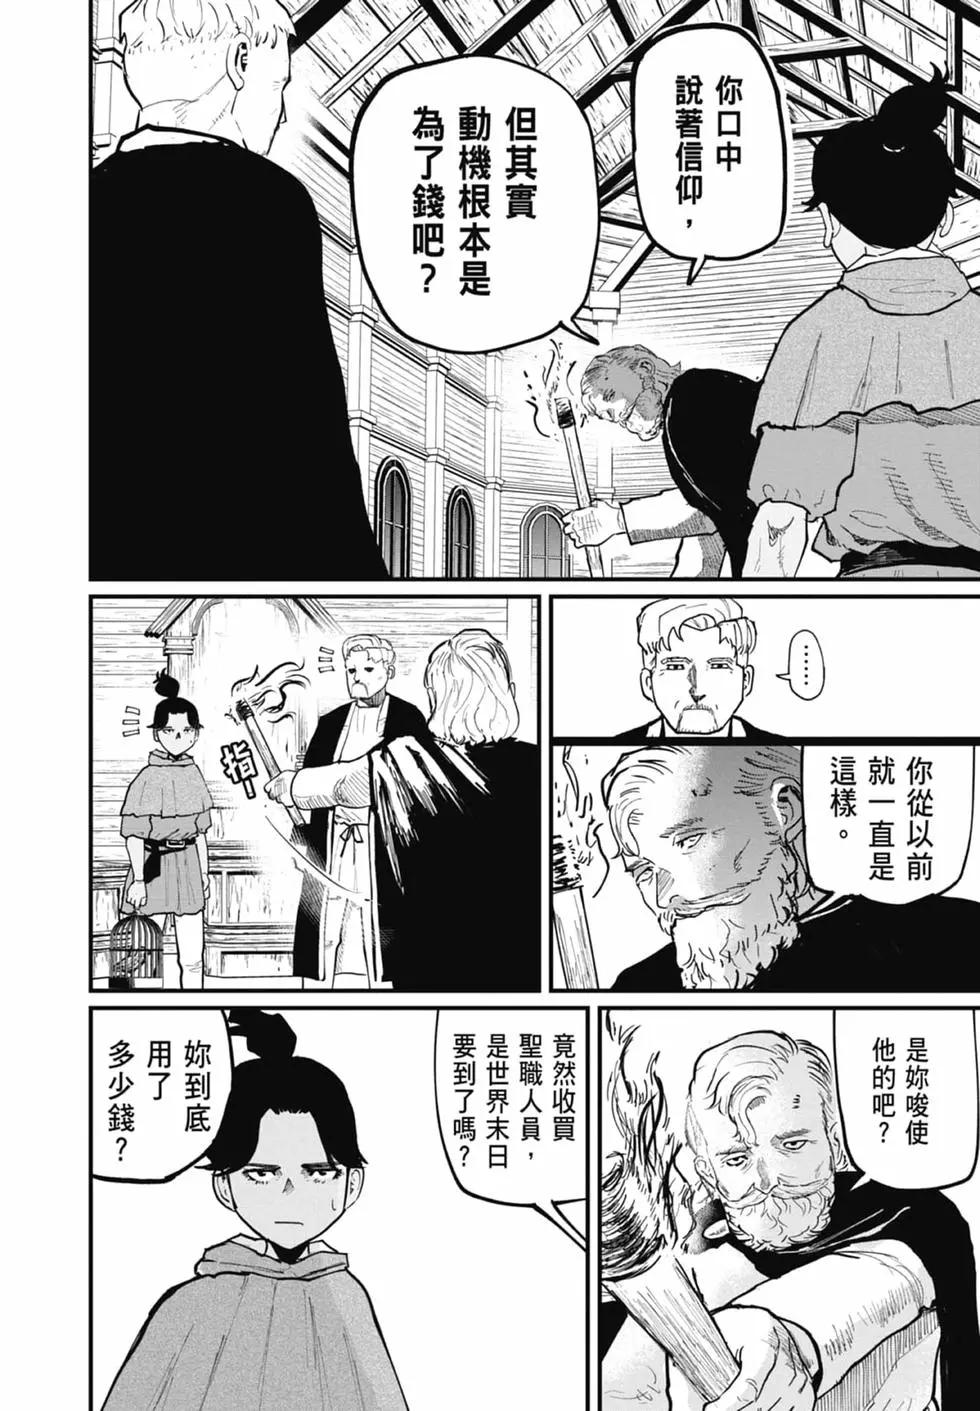 你口中
說著信仰，
但其實
動機根本是
為了錢吧？
……
你從以前
就一直是
這樣。
指！
是妳唆使
他的吧？
竟然收買
聖職人員，
是世界末日
要到了嗎？
妳到底
用了
多少錢？